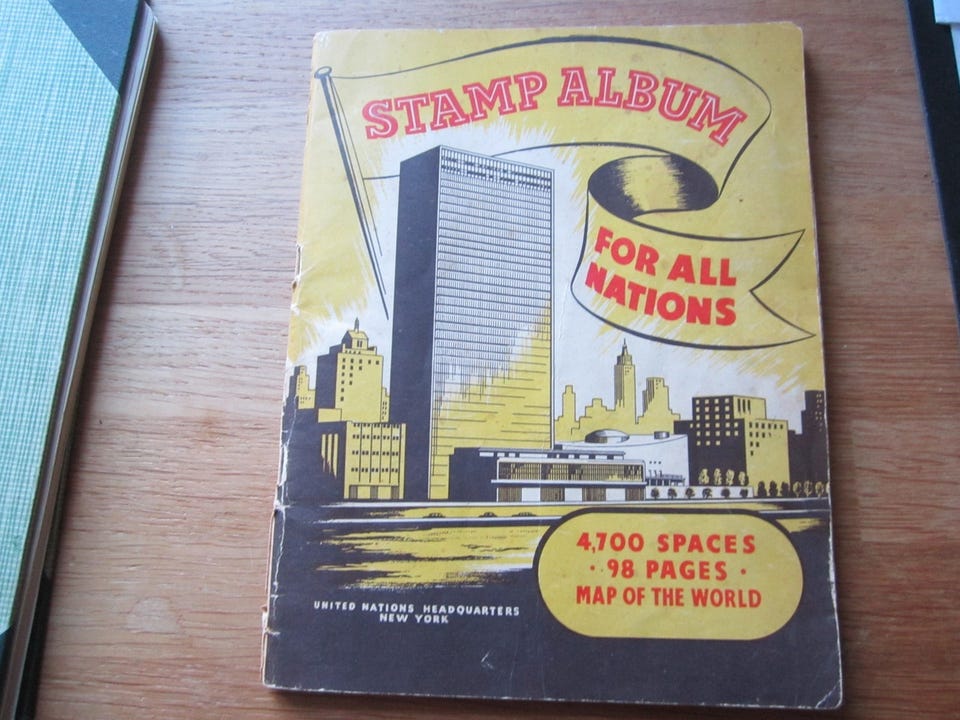 STAMP ALBUM
FOR ALL
NATIONS
4,700 SPACES
· 98 PAGES ·
MAP OF THE WORLD
UNITED NATIONS HEADQUARTERS
NEW YORK